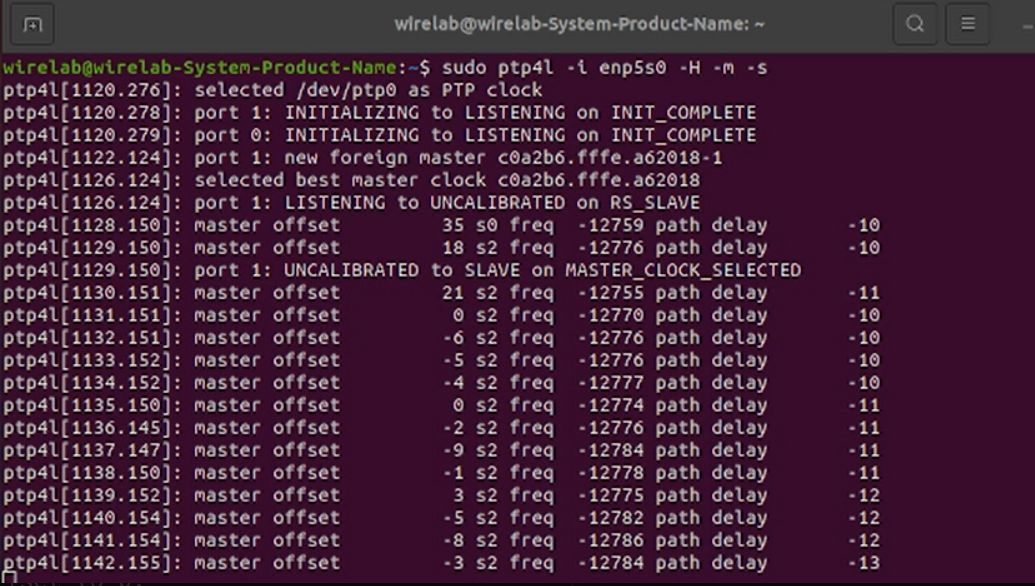 wirelab@wirelab-System-Product-Name: ~
wirelab@wirelab-System-Product-Name:~$ sudo ptp4l -i enp5s0 -H -m -s
ptp4l[1120.276]: selected /dev/ptp0 as PTP clock
ptp4l[1120.278]: port 1: INITIALIZING to LISTENING on INIT_COMPLETE
ptp4l[1120.279]: port 0: INITIALIZING to LISTENING on INIT_COMPLETE
ptp4l[1122.124]: port 1: new foreign master c0a2b6.fffe.a62018-1
ptp4l[1126.124]: selected best master clock c0a2b6.fffe.a62018
ptp4l[1126.124]: port 1: LISTENING to UNCALIBRATED on RS_SLAVE
ptp4l[1128.150]: master offset 35 s0 freq -12759 path delay -10
ptp4l[1129.150]: master offset 18 s2 freq -12776 path delay -10
ptp4l[1129.150]: port 1: UNCALIBRATED to SLAVE on MASTER_CLOCK_SELECTED
ptp4l[1130.151]: master offset 21 s2 freq -12755 path delay -11
ptp4l[1131.151]: master offset 0 s2 freq -12770 path delay -10
ptp4l[1132.151]: master offset -6 s2 freq -12776 path delay -10
ptp4l[1133.152]: master offset -5 s2 freq -12776 path delay -10
ptp4l[1134.152]: master offset -4 s2 freq -12777 path delay -10
ptp4l[1135.150]: master offset 0 s2 freq -12774 path delay -11
ptp4l[1136.145]: master offset -2 s2 freq -12776 path delay -11
ptp4l[1137.147]: master offset -9 s2 freq -12784 path delay -11
ptp4l[1138.150]: master offset -1 s2 freq -12778 path delay -11
ptp4l[1139.152]: master offset 3 s2 freq -12775 path delay -12
ptp4l[1140.154]: master offset -5 s2 freq -12782 path delay -12
ptp4l[1141.154]: master offset -8 s2 freq -12786 path delay -12
ptp4l[1142.155]: master offset -3 s2 freq -12784 path delay -13